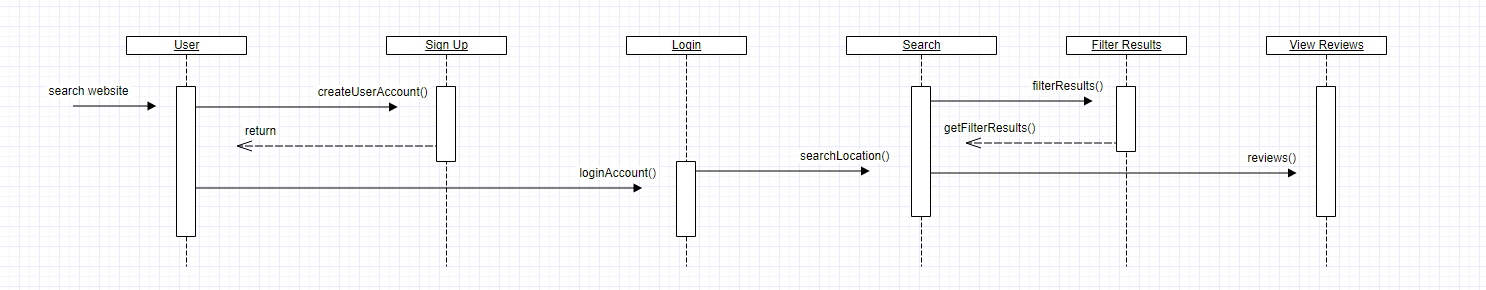 User
Sign Up
Login
Search
Filter Results
View Reviews
search website
createUserAccount()
filterResults()
return
getFilterResults()
searchLocation()
reviews()
loginAccount()